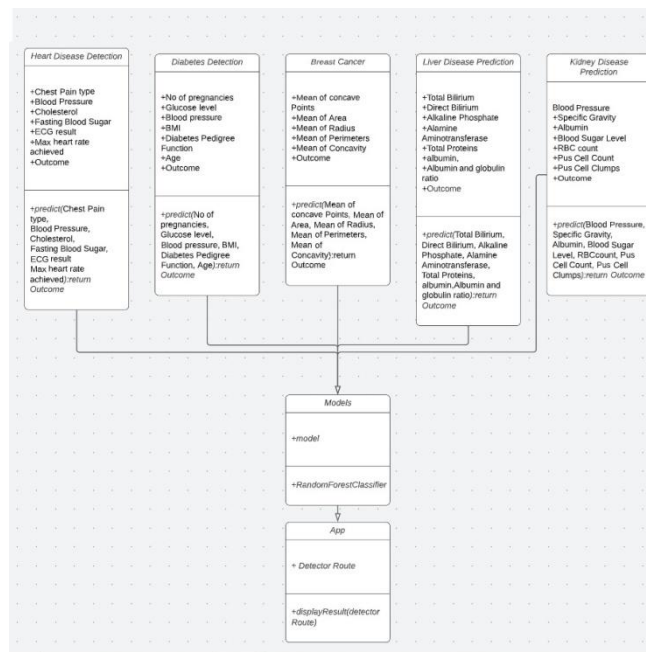 Heart Disease Detection
+Chest Pain type
+Blood Pressure
+Cholesterol
+Fasting Blood Sugar
+ECG result
+Max heart rate
achieved
+Outcome
+predict(Chest Pain
type,
Blood Pressure,
Cholesterol,
Fasting Blood Sugar,
ECG result
Max heart rate
achieved):return
Outcome
Diabetes Detection
+No of pregnancies
+Glucose level
+Blood pressure
+BMI
+Diabetes Pedigree
Function
+Age
+Outcome
+predict(No of
pregnancies,
Glucose level,
Blood pressure, BMI,
Diabetes Pedigree
Function, Age):return
Outcome
Breast Cancer
+Mean of concave
Points
+Mean of Area
+Mean of Radius
+Mean of Perimeters
+Mean of Concavity
+Outcome
+predict(Mean of
concave Points, Mean of
Area, Mean of Radius,
Mean of Perimeters,
Mean of
Concavity):return
Outcome
Liver Disease Prediction
+Total Bilirium
+Direct Bilirium
+Alkaline Phosphate
+Alamine
Aminotransferase
+Total Proteins
+albumin,
+Albumin and globulin
ratio
+Outcome
+predict(Total Bilirium,
Direct Bilirium, Alkaline
Phosphate, Alamine
Aminotransferase,
Total Proteins,
albumin,Albumin and
globulin ratio):return
Outcome
Kidney Disease
Prediction
Blood Pressure
+Specific Gravity
+Albumin
+Blood Sugar Level
+RBC count
+Pus Cell Count
+Pus Cell Clumps
+Outcome
+predict(Blood Pressure,
Specific Gravity,
Albumin, Blood Sugar
Level, RBCcount, Pus
Cell Count, Pus Cell
Clumps):return Outcome
Models
+model
+RandomForestClassifier
App
+ Detector Route
+displayResult(detector
Route)